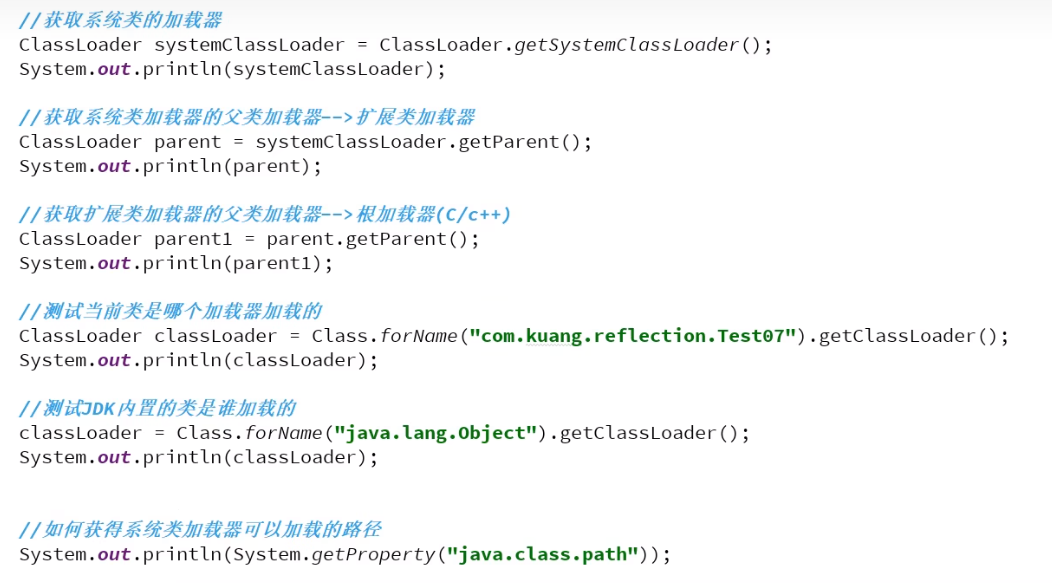 //获取系统类的加载器
ClassLoader systemClassLoader = ClassLoader.getSystemClassLoader();
System.out.println(systemClassLoader);
//获取系统类加载器的父类加载器-->扩展类加载器
ClassLoader parent = systemClassLoader.getParent();
System.out.println(parent);
//获取扩展类加载器的父类加载器-->根加载器(C/c++)
ClassLoader parent1 = parent.getParent();
System.out.println(parent1);
//测试当前类是哪个加载器加载的
ClassLoader classLoader = Class.forName("com.kuang.reflection.Test07").getClassLoader();
System.out.println(classLoader);
//测试JDK内置的类是谁加载的
classLoader = Class.forName("java.lang.Object").getClassLoader();
System.out.println(classLoader);
//如何获得系统类加载器可以加载的路径
System.out.println(System.getProperty("java.class.path"));